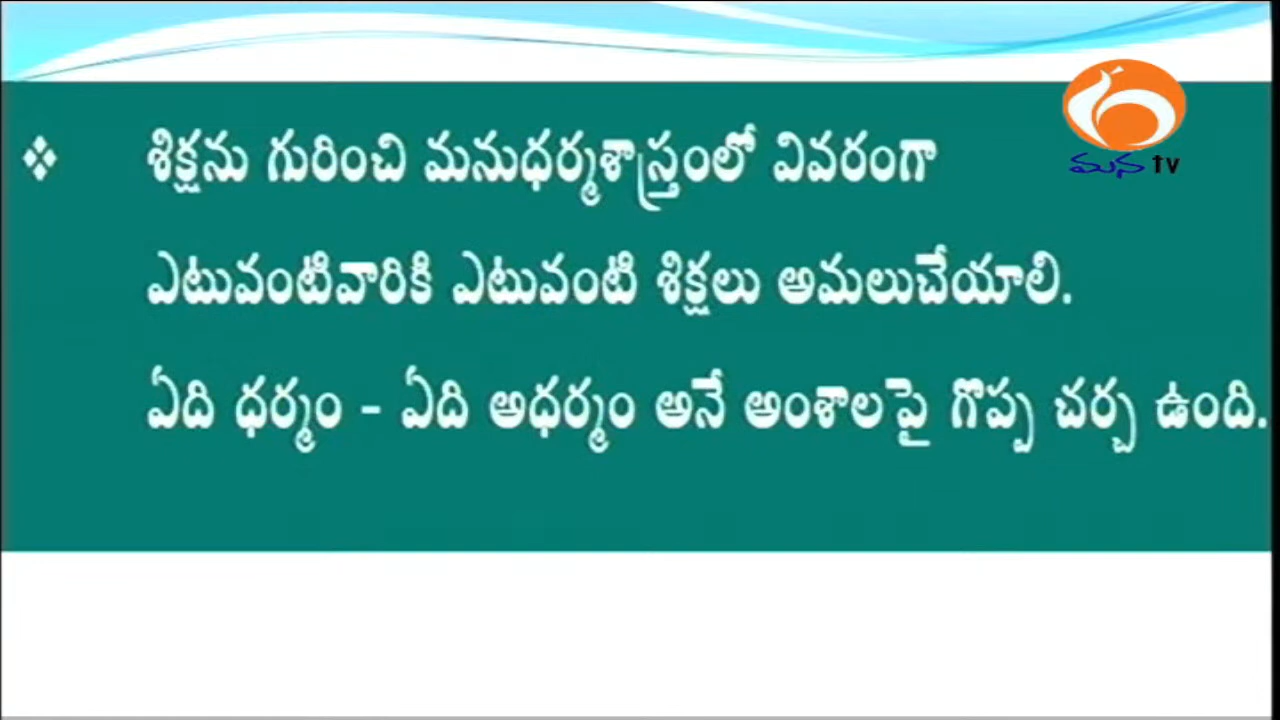 మన tv
❖ శిక్షను గురించి మనుధర్మశాస్త్రంలో వివరంగా
ఎటువంటివారికి ఎటువంటి శిక్షలు అమలుచేయాలి.
ఏది ధర్మం - ఏది అధర్మం అనే అంశాలపై గొప్ప చర్చ ఉంది.